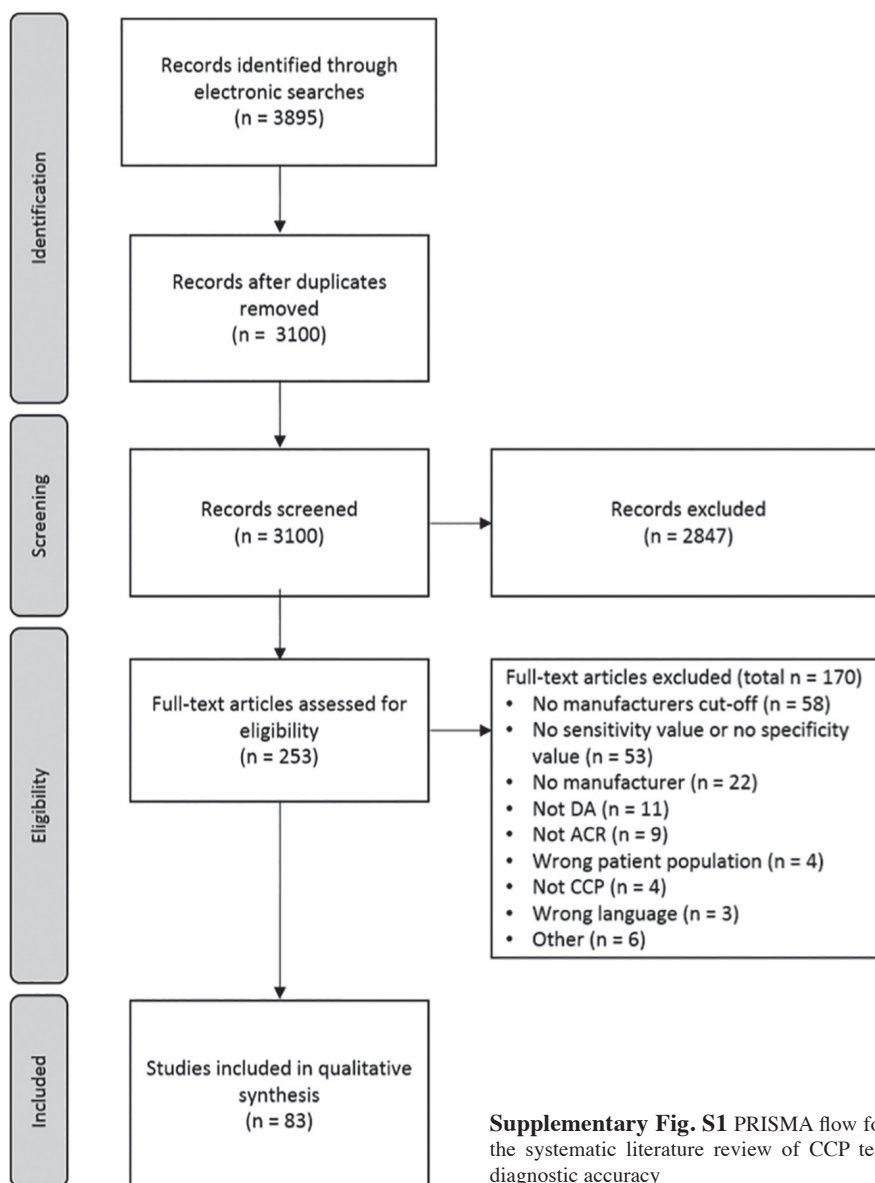 Identification
Records identified through
electronic searches
(n = 3895)
Records after duplicates
removed
(n = 3100)
Screening
Records screened
(n = 3100)
Records excluded
(n = 2847)
Eligibility
Full-text articles assessed for
eligibility
(n = 253)
Full-text articles excluded (total n = 170)
• No manufacturers cut-off (n = 58)
• No sensitivity value or no specificity
value (n = 53)
• No manufacturer (n = 22)
• Not DA (n = 11)
• Not ACR (n = 9)
• Wrong patient population (n = 4)
• Not CCP (n = 4)
• Wrong language (n = 3)
• Other (n = 6)
Included
Studies included in qualitative
synthesis
(n = 83)
Supplementary Fig. S1 PRISMA flow fo
the systematic literature review of CCP te
diagnostic accuracy